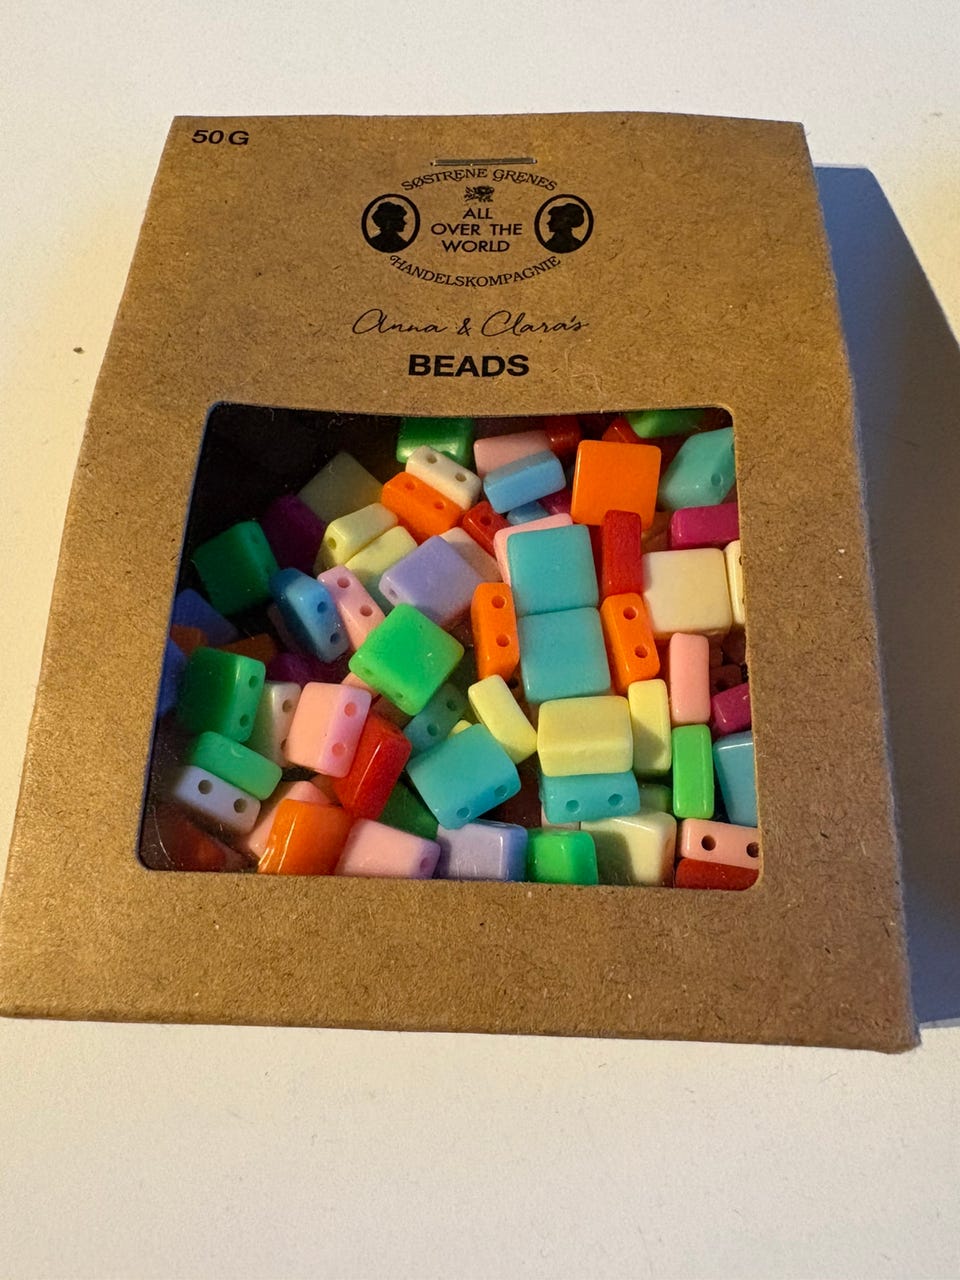 50 G
SØSTRENE GRENES
ALL
OVER THE
WORLD
HANDELSKOMPAGNIE
Anna & Clara's
BEADS